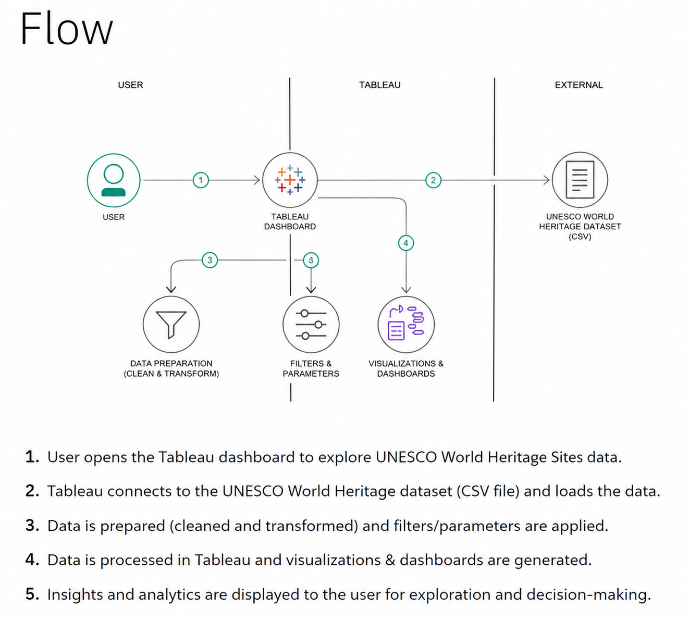 Flow
USER
TABLEAU
EXTERNAL
1
2
USER
TABLEAU
DASHBOARD
UNESCO WORLD
HERITAGE DATASET
(CSV)
4
3
3
DATA PREPARATION
(CLEAN & TRANSFORM)
FILTERS &
PARAMETERS
VISUALIZATIONS &
DASHBOARDS
1. User opens the Tableau dashboard to explore UNESCO World Heritage Sites data.
2. Tableau connects to the UNESCO World Heritage dataset (CSV file) and loads the data.
3. Data is prepared (cleaned and transformed) and filters/parameters are applied.
4. Data is processed in Tableau and visualizations & dashboards are generated.
5. Insights and analytics are displayed to the user for exploration and decision-making.